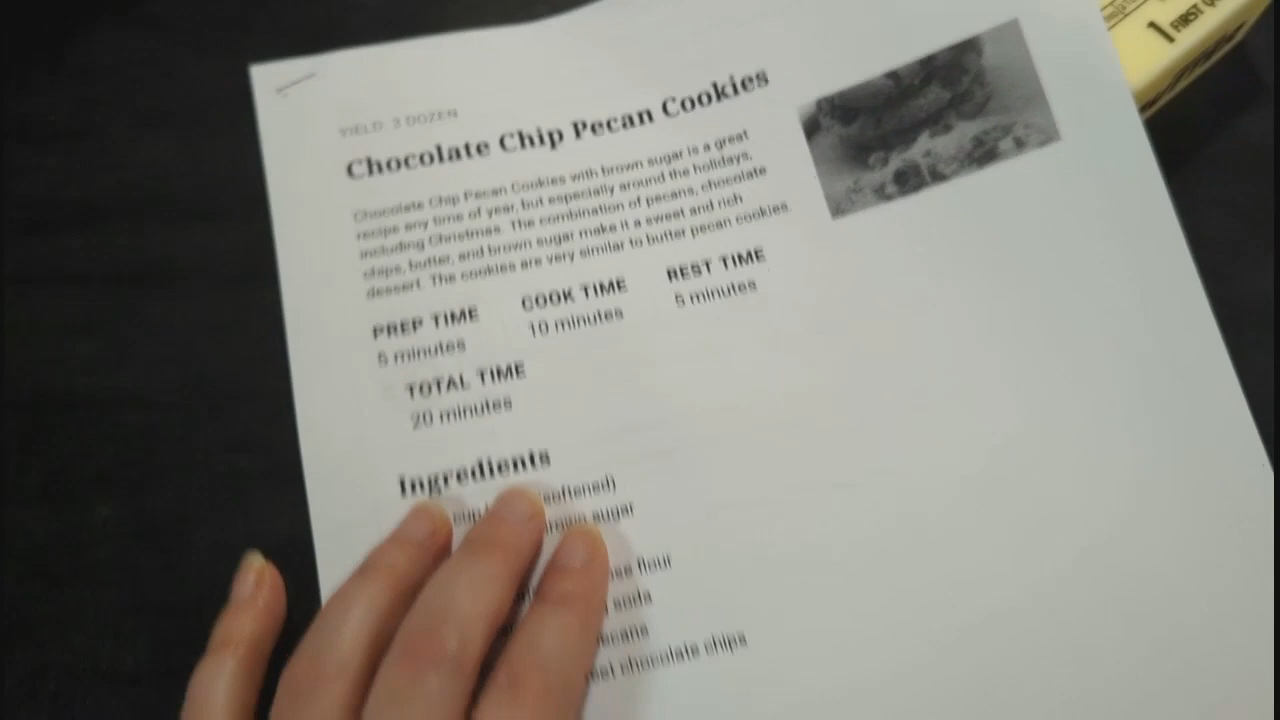 1 FIRST
YIELD: 3 DOZEN
Chocolate Chip Pecan Cookies
Chocolate Chip Pecan Cookies with brown sugar is a great
recipe any time of year, but especially around the holidays,
including Christmas. The combination of pecans, chocolate
chips, butter, and brown sugar make it a sweet and rich
dessert. The cookies are very similar to butter pecan cookies.
PREP TIME
5 minutes
COOK TIME
10 minutes
REST TIME
5 minutes
TOTAL TIME
20 minutes
Ingredients
cup (softened)
brown sugar
flour
soda
pecans
chocolate chips